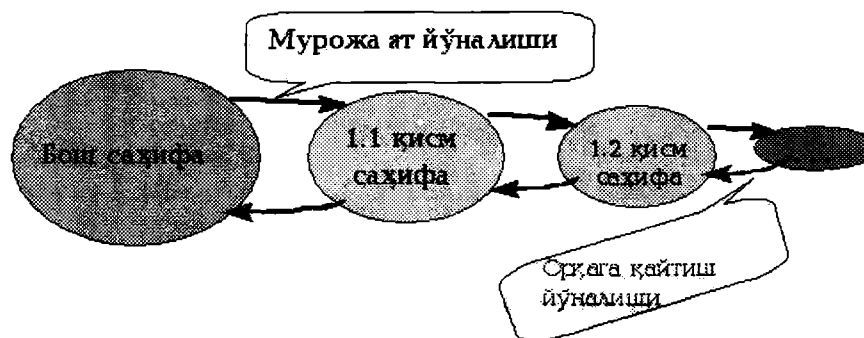 Мурожа ат йўналиши
Бош саҳифа
1.1 қисм
саҳифа
1.2 қисм
саҳифа
Орқага қайтиш
йўналиши